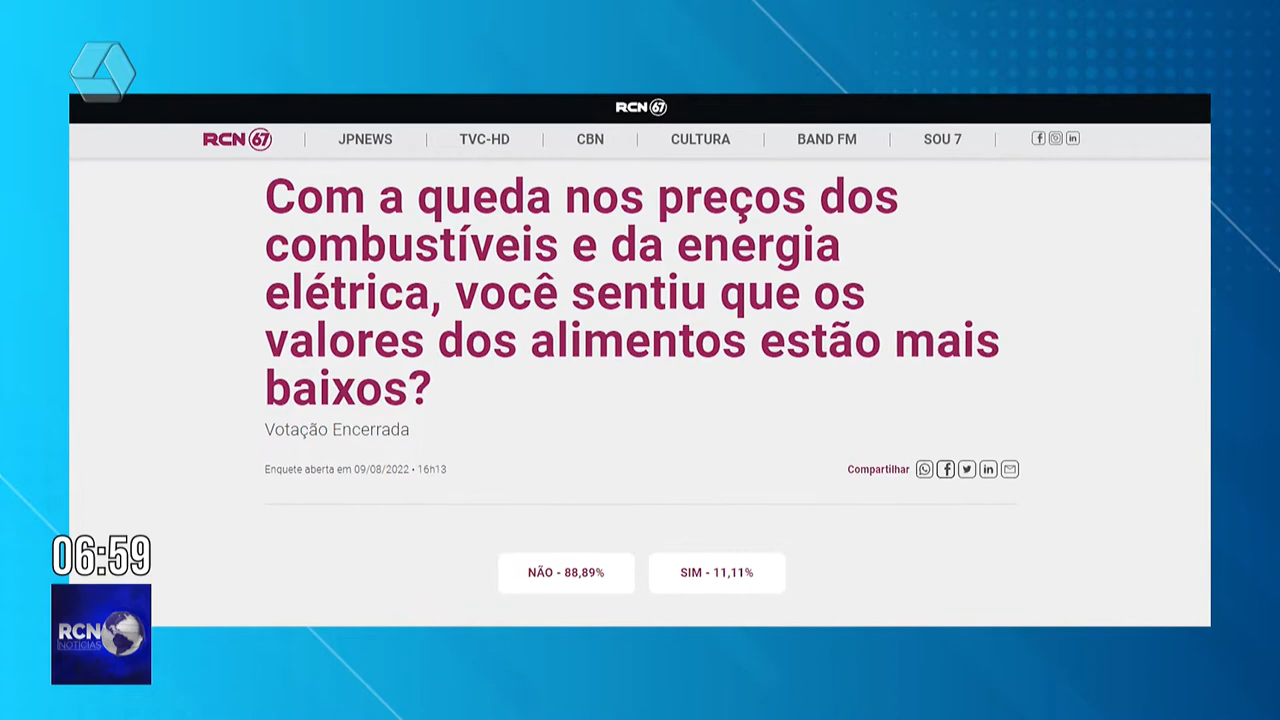 RCN 67
RCN 67
JPNEWS
TVC-HD
CBN
CULTURA
BAND FM
SOU 7
Com a queda nos preços dos
combustíveis e da energia
elétrica, você sentiu que os
valores dos alimentos estão mais
baixos?
Votação Encerrada
Enquete aberta em 09/08/2022 • 16h13
Compartilhar
NÃO - 88,89%
SIM - 11,11%
06:59
RCN
NOTÍCIAS